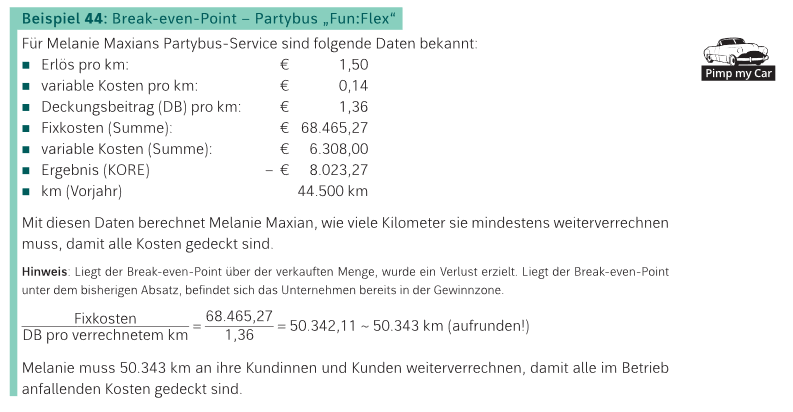 Beispiel 44: Break-even-Point – Partybus „Fun:Flex“
Für Melanie Maxians Partybus-Service sind folgende Daten bekannt:
■ Erlös pro km: € 1,50
■ variable Kosten pro km: € 0,14
■ Deckungsbeitrag (DB) pro km: € 1,36
■ Fixkosten (Summe): € 68.465,27
■ variable Kosten (Summe): € 6.308,00
■ Ergebnis (KORE) – € 8.023,27
■ km (Vorjahr) 44.500 km
Pimp my Car
Mit diesen Daten berechnet Melanie Maxian, wie viele Kilometer sie mindestens weiterverrechnen
muss, damit alle Kosten gedeckt sind.
Hinweis: Liegt der Break-even-Point über der verkauften Menge, wurde ein Verlust erzielt. Liegt der Break-even-Point
unter dem bisherigen Absatz, befindet sich das Unternehmen bereits in der Gewinnzone.
Fixkosten / DB pro verrechnetem km = 68.465,27 / 1,36 = 50.342,11 ~ 50.343 km (aufrunden!)
Melanie muss 50.343 km an ihre Kundinnen und Kunden weiterverrechnen, damit alle im Betrieb
anfallenden Kosten gedeckt sind.